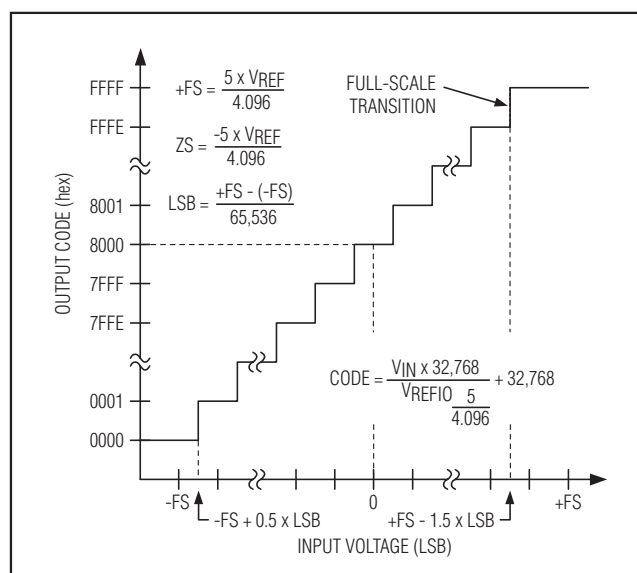 FFFF
FFFE
8001
8000
7FFF
7FFE
0001
0000
OUTPUT CODE (hex)
+FS = 5 x VREF
4.096
ZS = -5 x VREF
4.096
LSB = +FS - (-FS)
65,536
FULL-SCALE
TRANSITION
CODE = VIN x 32,768 + 32,768
VREFIO 5
4.096
-FS
0
+FS
-FS + 0.5 x LSB
+FS - 1.5 x LSB
INPUT VOLTAGE (LSB)